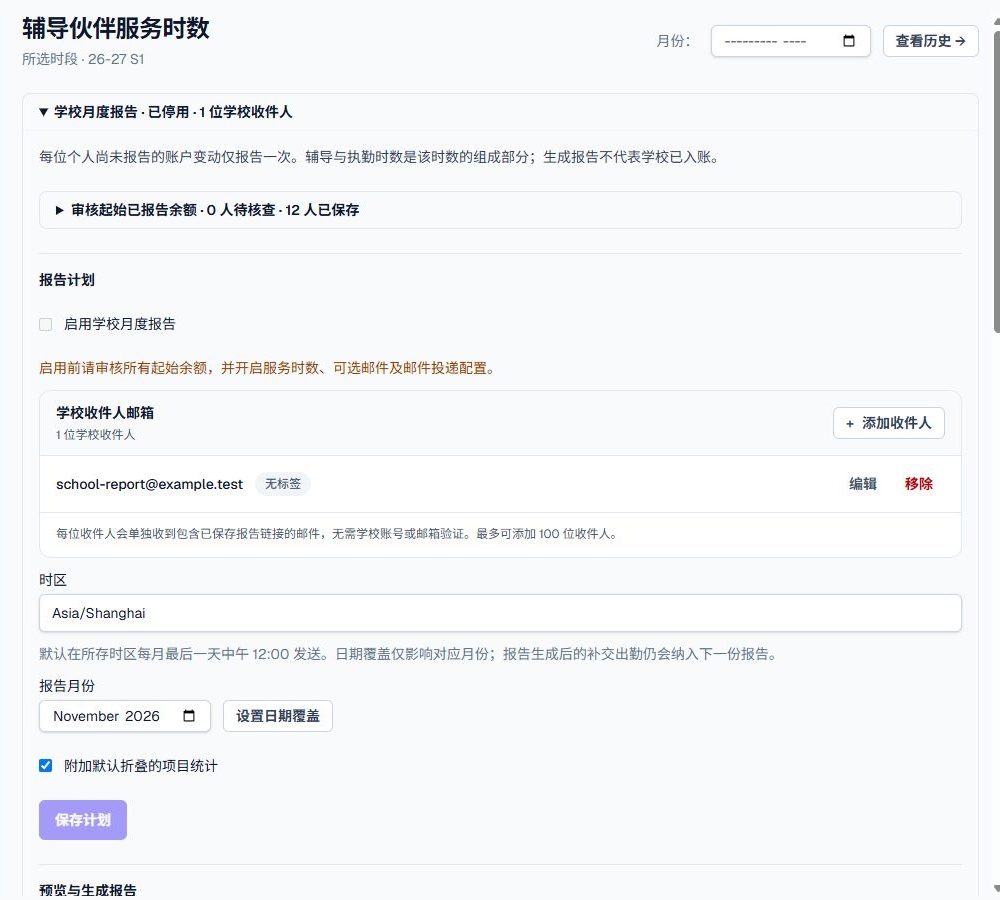 辅导伙伴服务时数
所选时段 · 26-27 S1
月份：
--------- ----
查看历史 →
▼ 学校月度报告 · 已停用 · 1 位学校收件人
每位个人尚未报告的账户变动仅报告一次。辅导与执勤时数是该时数的组成部分；生成报告不代表学校已入账。
▶ 审核起始已报告余额 · 0 人待核查 · 12 人已保存
报告计划
启用学校月度报告
启用前请审核所有起始余额，并开启服务时数、可选邮件及邮件投递配置。
学校收件人邮箱
1 位学校收件人
+ 添加收件人
school-report@example.test 无标签
编辑 移除
每位收件人会单独收到包含已保存报告链接的邮件，无需学校账号或邮箱验证。最多可添加 100 位收件人。
时区
Asia/Shanghai
默认在所存时区每月最后一天中午 12:00 发送。日期覆盖仅影响对应月份；报告生成后的补交出勤仍会纳入下一份报告。
报告月份
November 2026
设置日期覆盖
附加默认折叠的项目统计
保存计划
预览与生成报告